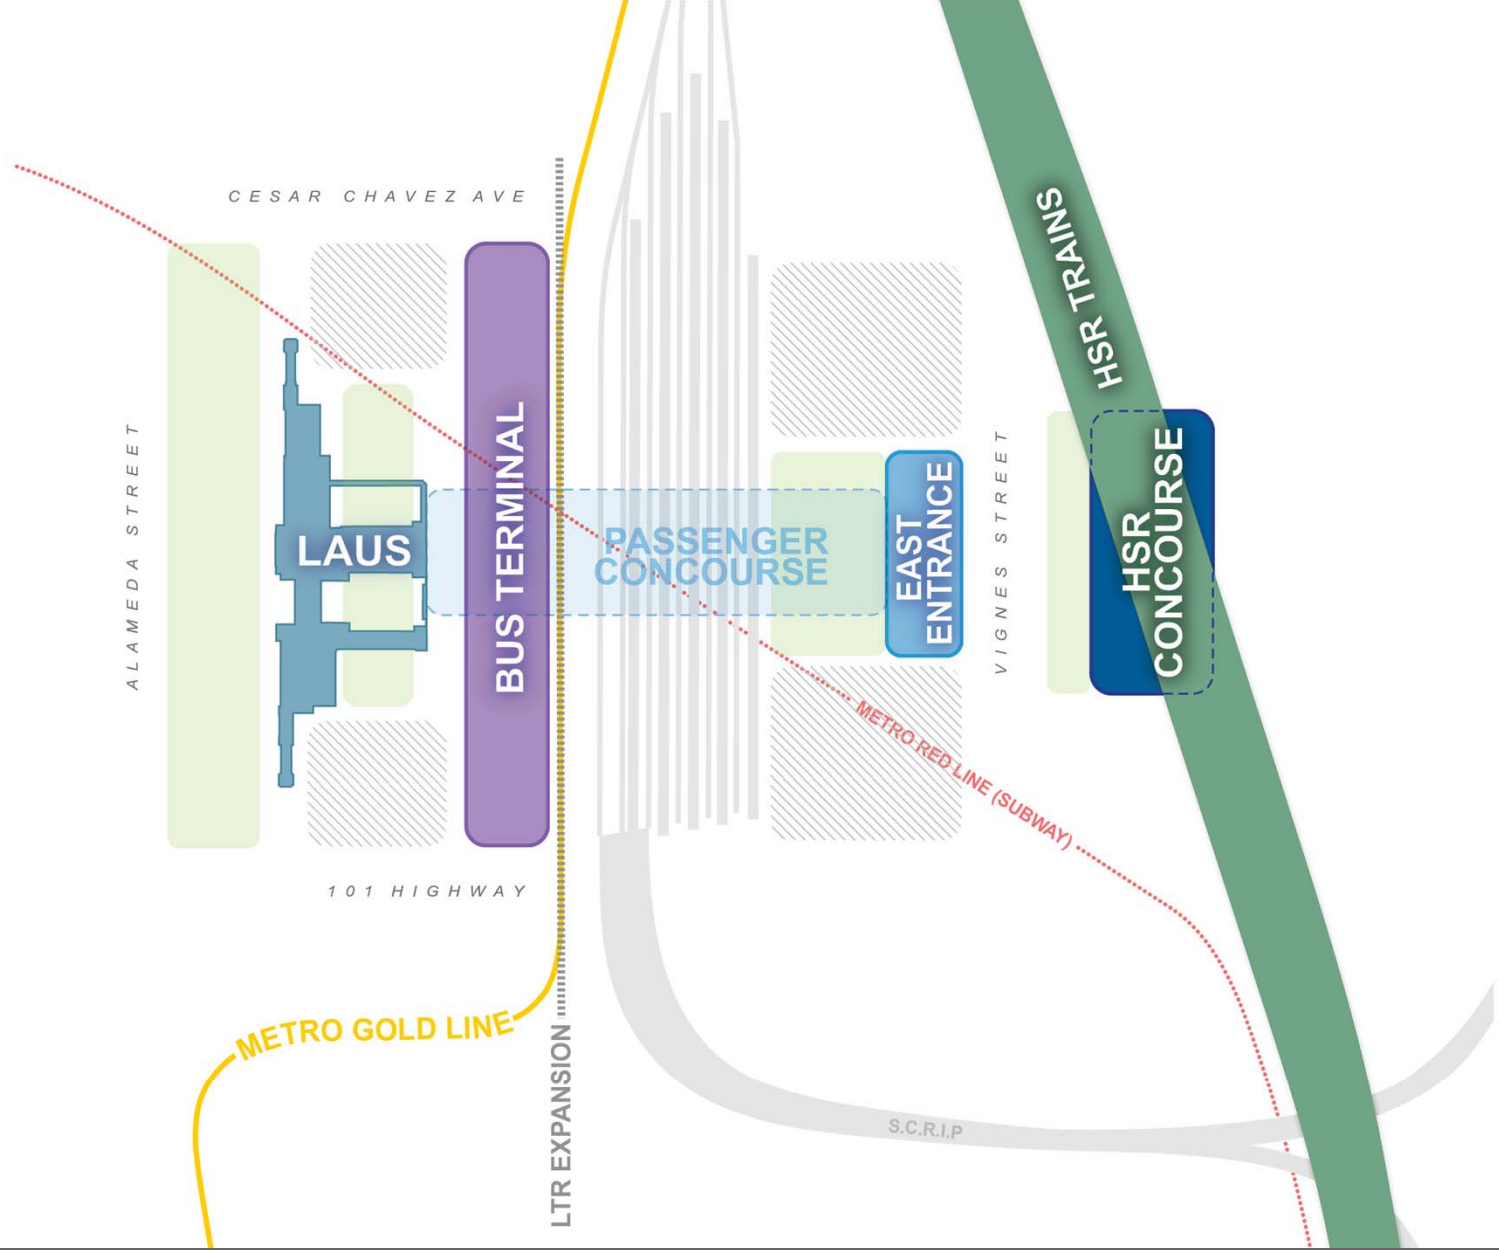 CESAR CHAVEZ AVE
HSR TRAINS
ALAMEDA STREET
LAUS
BUS TERMINAL
PASSENGER
CONCOURSE
EAST
ENTRANCE
VIGNES STREET
HSR
CONCOURSE
METRO RED LINE (SUBWAY)
101 HIGHWAY
METRO GOLD LINE
LTR EXPANSION
S.C.R.I.P